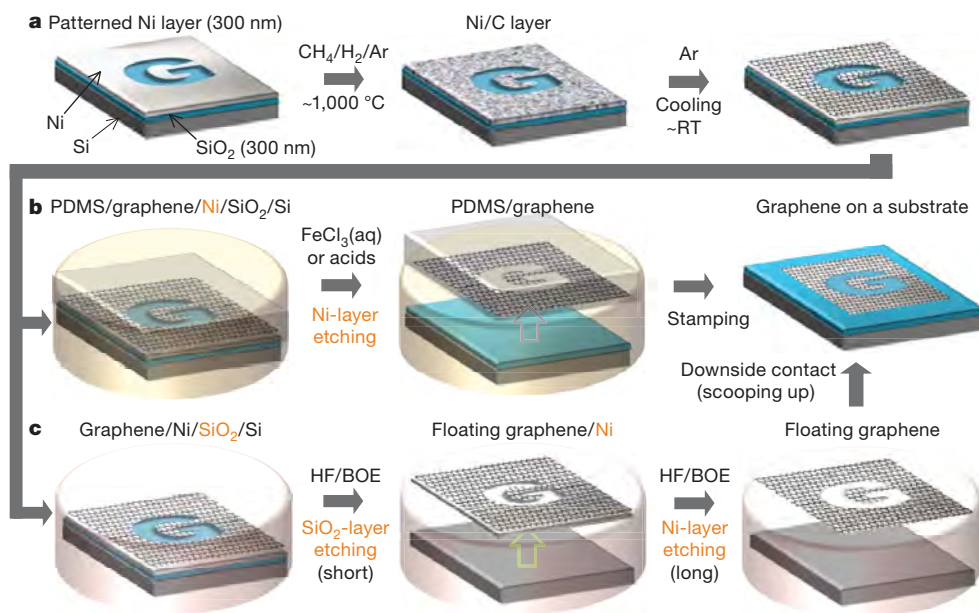 a Patterned Ni layer (300 nm)
CH₄/H₂/Ar
~1,000 °C
Ni/C layer
Ar
Cooling
~RT
Ni
Si
SiO₂ (300 nm)
b PDMS/graphene/Ni/SiO₂/Si
FeCl₃(aq)
or acids
Ni-layer
etching
PDMS/graphene
Stamping
Graphene on a substrate
Downside contact
(scooping up)
c Graphene/Ni/SiO₂/Si
HF/BOE
SiO₂-layer
etching
(short)
Floating graphene/Ni
HF/BOE
Ni-layer
etching
(long)
Floating graphene